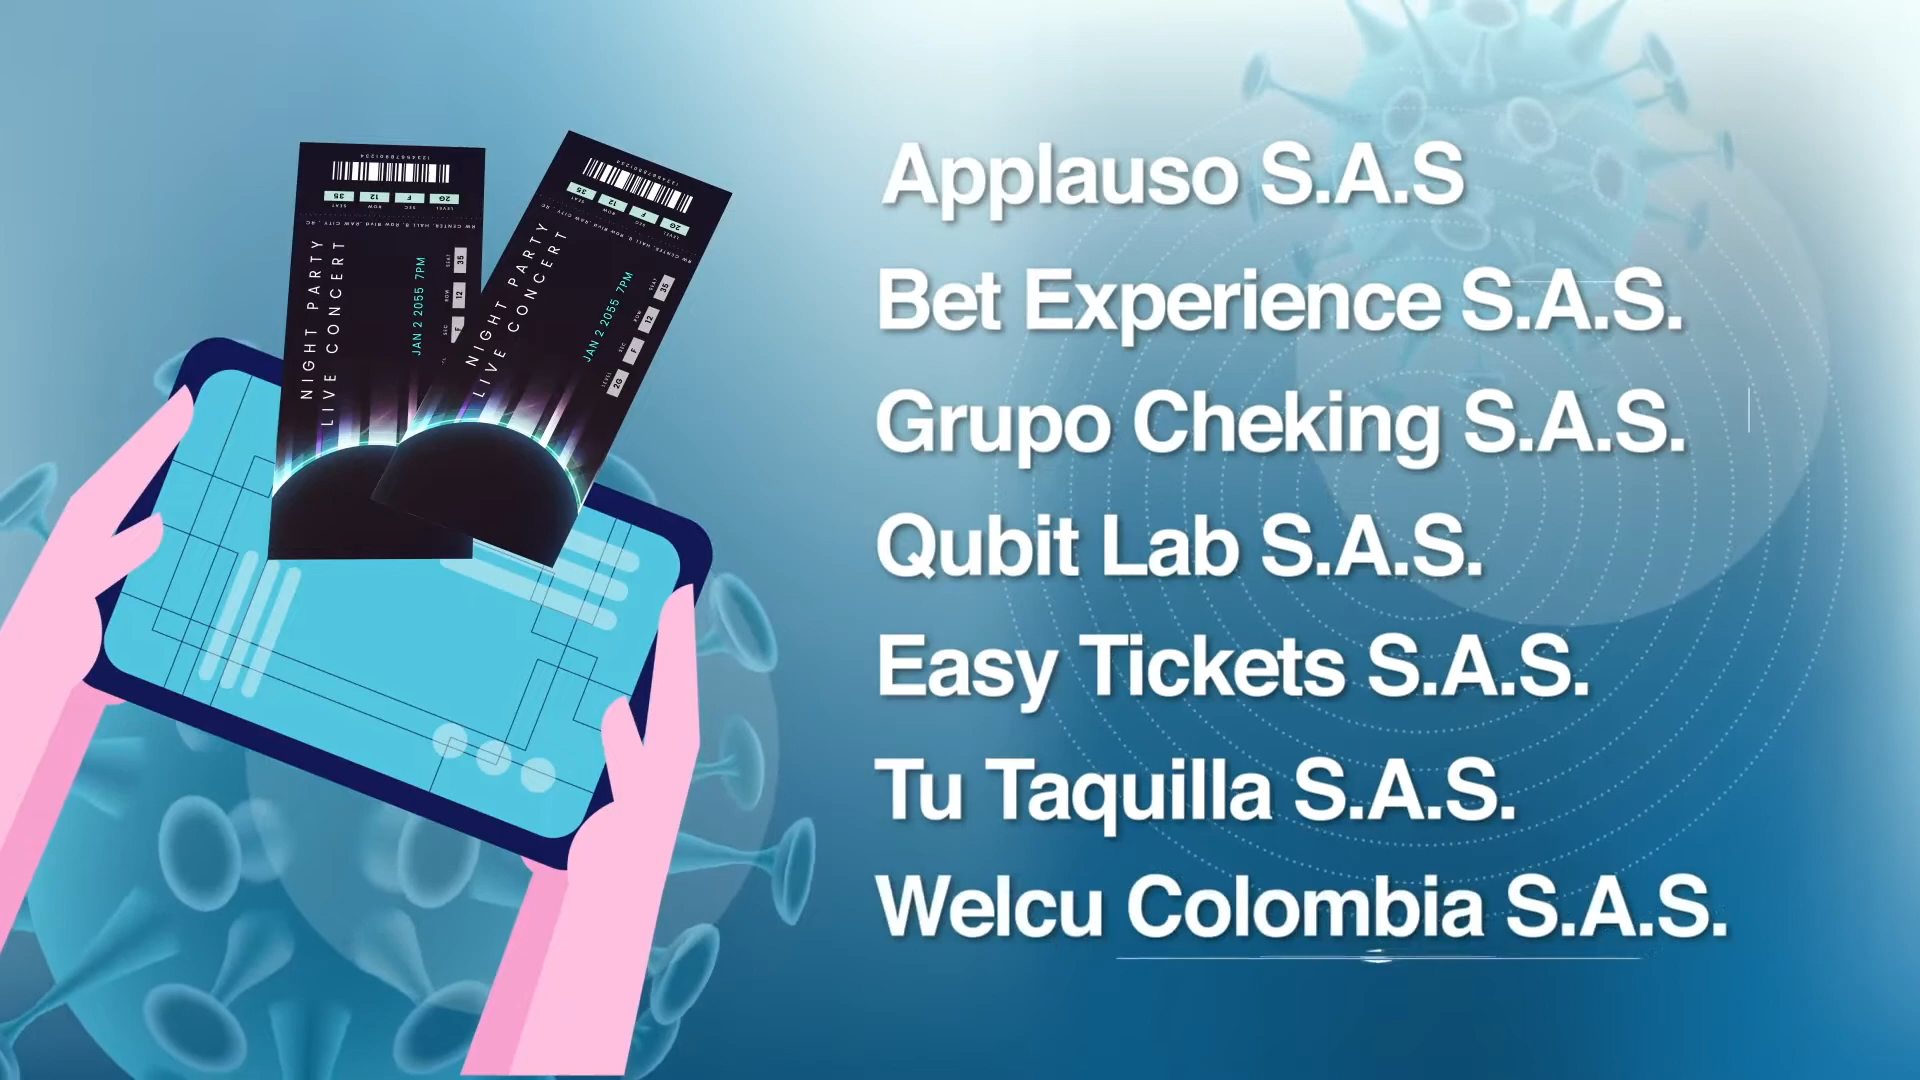 NIGHT PARTY
LIVE CONCERT
JAN 2 2055 7PM
NIGHT PARTY
LIVE CONCERT
JAN 2 2055 7PM
Applauso S.A.S
Bet Experience S.A.S.
Grupo Cheking S.A.S.
Qubit Lab S.A.S.
Easy Tickets S.A.S.
Tu Taquilla S.A.S.
Welcu Colombia S.A.S.